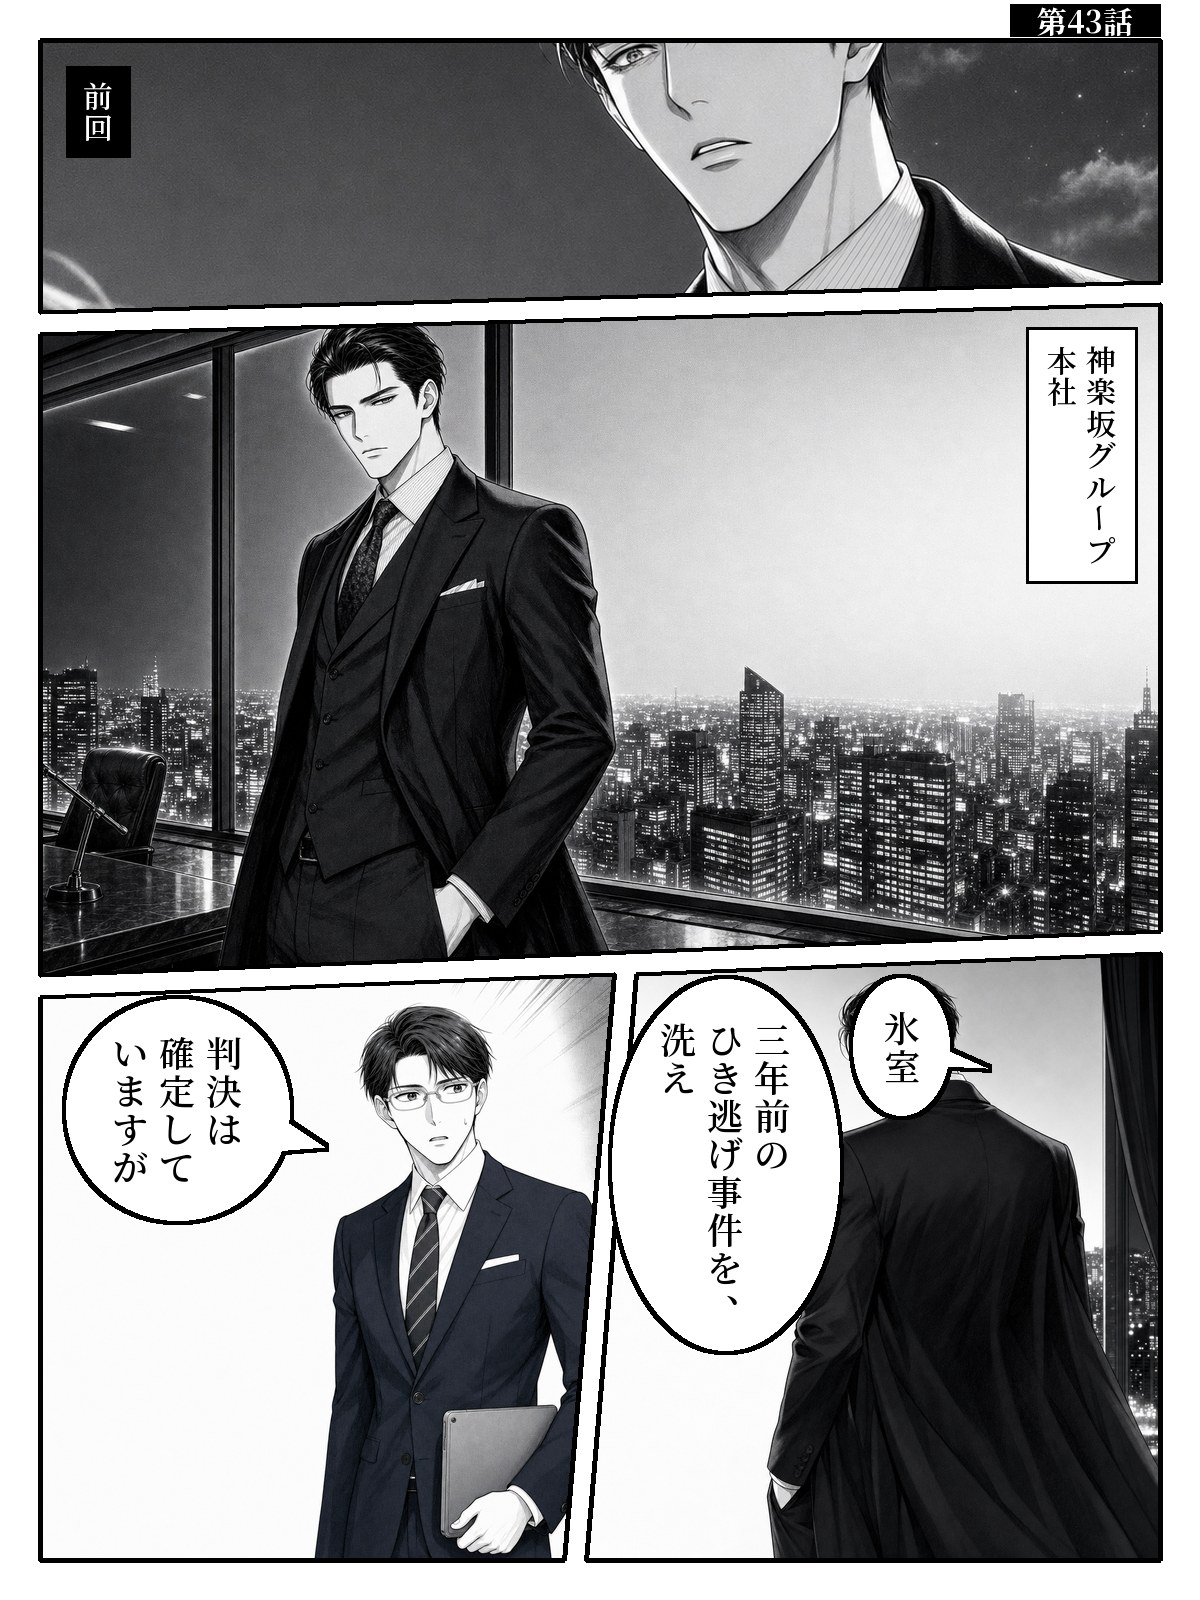 第43話
前回
神楽坂グループ
本社
氷室
三年前の
ひき逃げ事件を、
洗え
判決は
確定して
いますが